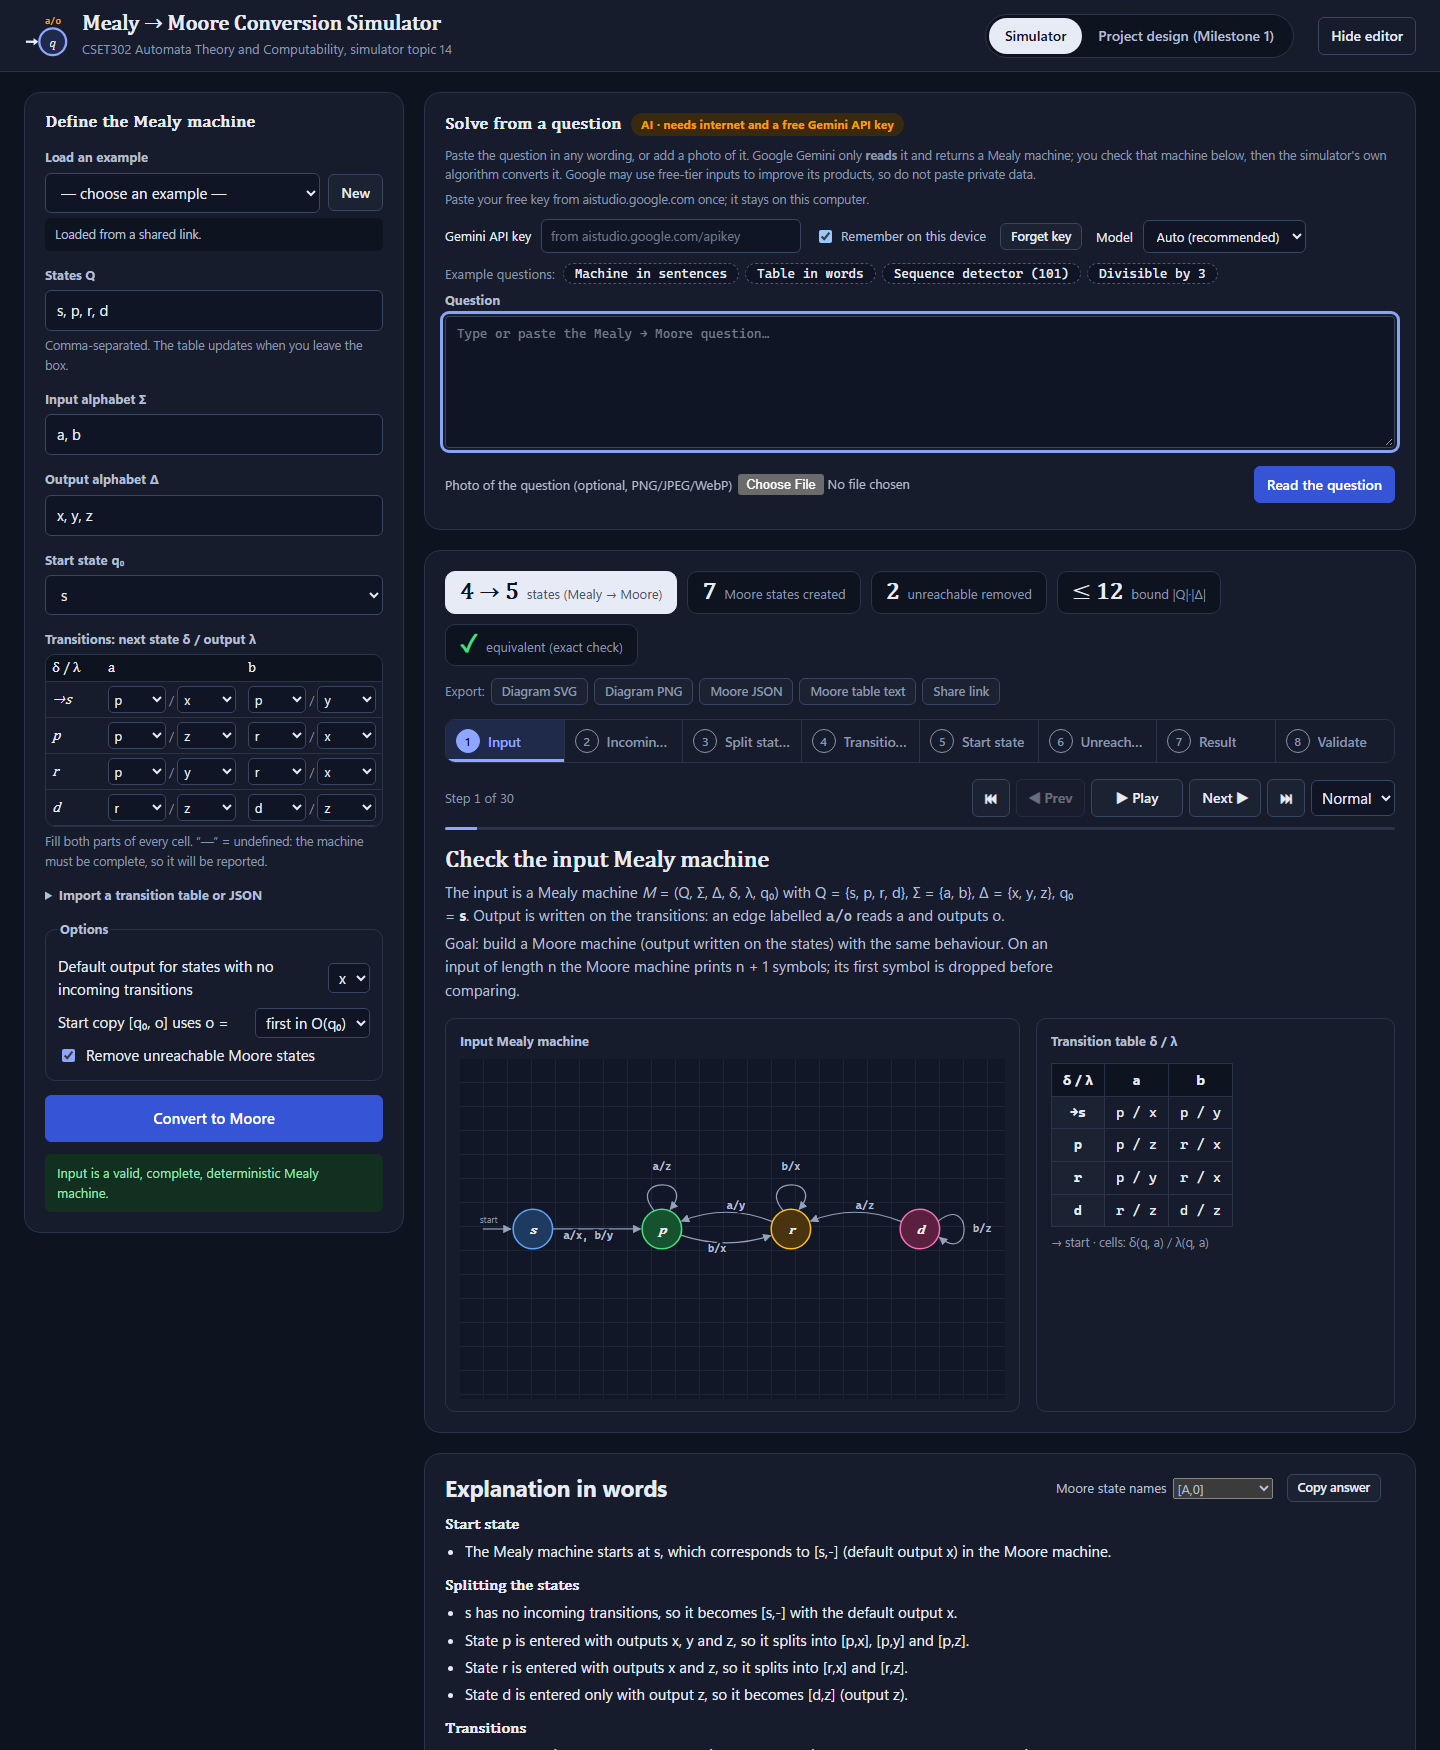 a/o
q
Mealy → Moore Conversion Simulator
CSET302 Automata Theory and Computability, simulator topic 14
Simulator
Project design (Milestone 1)
Hide editor
Define the Mealy machine
Load an example
— choose an example —
New
Loaded from a shared link.
States Q
s, p, r, d
Comma-separated. The table updates when you leave the
box.
Input alphabet Σ
a, b
Output alphabet Δ
x, y, z
Start state q₀
s
Transitions: next state δ / output λ
δ / λ a b
→s p / x p / y
p p / z r / x
r p / y r / x
d r / z d / z
Fill both parts of every cell. “—” = undefined: the machine
must be complete, so it will be reported.
▶ Import a transition table or JSON
Options
Default output for states with no
incoming transitions
x
Start copy [q₀, o] uses o =
first in O(q₀)
Remove unreachable Moore states
Convert to Moore
Input is a valid, complete, deterministic Mealy
machine.
Solve from a question
AI · needs internet and a free Gemini API key
Paste the question in any wording, or add a photo of it. Google Gemini only reads it and returns a Mealy machine; you check that machine below, then the simulator's own
algorithm converts it. Google may use free-tier inputs to improve its products, so do not paste private data.
Paste your free key from aistudio.google.com once; it stays on this computer.
Gemini API key
from aistudio.google.com/apikey
Remember on this device
Forget key
Model
Auto (recommended)
Example questions:
Machine in sentences
Table in words
Sequence detector (101)
Divisible by 3
Question
Type or paste the Mealy → Moore question…
Photo of the question (optional, PNG/JPEG/WebP)
Choose File
No file chosen
Read the question
4 → 5 states (Mealy → Moore)
7 Moore states created
2 unreachable removed
≤ 12 bound |Q|·|Δ|
✓ equivalent (exact check)
Export:
Diagram SVG
Diagram PNG
Moore JSON
Moore table text
Share link
1 Input
2 Incomin…
3 Split stat…
4 Transitio…
5 Start state
6 Unreach…
7 Result
8 Validate
Step 1 of 30
⏮
◀ Prev
▶ Play
Next ▶
⏭
Normal
Check the input Mealy machine
The input is a Mealy machine M = (Q, Σ, Δ, δ, λ, q₀) with Q = {s, p, r, d}, Σ = {a, b}, Δ = {x, y, z}, q₀
= s. Output is written on the transitions: an edge labelled a/o reads a and outputs o.
Goal: build a Moore machine (output written on the states) with the same behaviour. On an
input of length n the Moore machine prints n + 1 symbols; its first symbol is dropped before
comparing.
Input Mealy machine
a/z
b/x
start
s
a/x, b/y
p
a/y
b/x
r
a/z
d
b/z
Transition table δ / λ
δ / λ a b
→s p / x p / y
p p / z r / x
r p / y r / x
d r / z d / z
→ start · cells: δ(q, a) / λ(q, a)
Explanation in words
Moore state names
[A,0]
Copy answer
Start state
• The Mealy machine starts at s, which corresponds to [s,-] (default output x) in the Moore machine.
Splitting the states
• s has no incoming transitions, so it becomes [s,-] with the default output x.
• State p is entered with outputs x, y and z, so it splits into [p,x], [p,y] and [p,z].
• State r is entered with outputs x and z, so it splits into [r,x] and [r,z].
• State d is entered only with output z, so it becomes [d,z] (output z).
Transitions